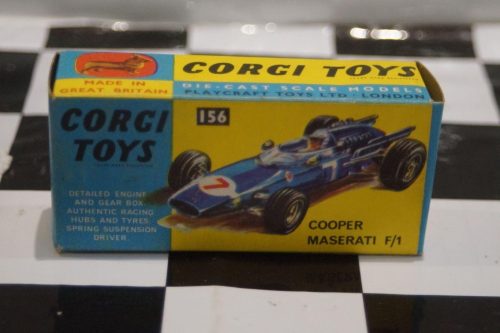 CORGI TOYS
MADE IN
GREAT BRITAIN
DIE-CAST SCALE MODELS
PLAYCRAFT TOYS LTD · LONDON
CORGI
TOYS
156
7
DETAILED ENGINE
AND GEAR BOX.
AUTHENTIC RACING
HUBS AND TYRES
SPRING SUSPENSION
DRIVER.
COOPER
MASERATI F/1